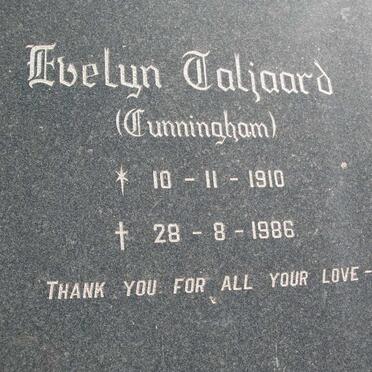 Evelyn Taljaard
(Cunningham)
* 10 - 11 - 1910
† 28 - 8 - 1986
THANK YOU FOR ALL YOUR LOVE -